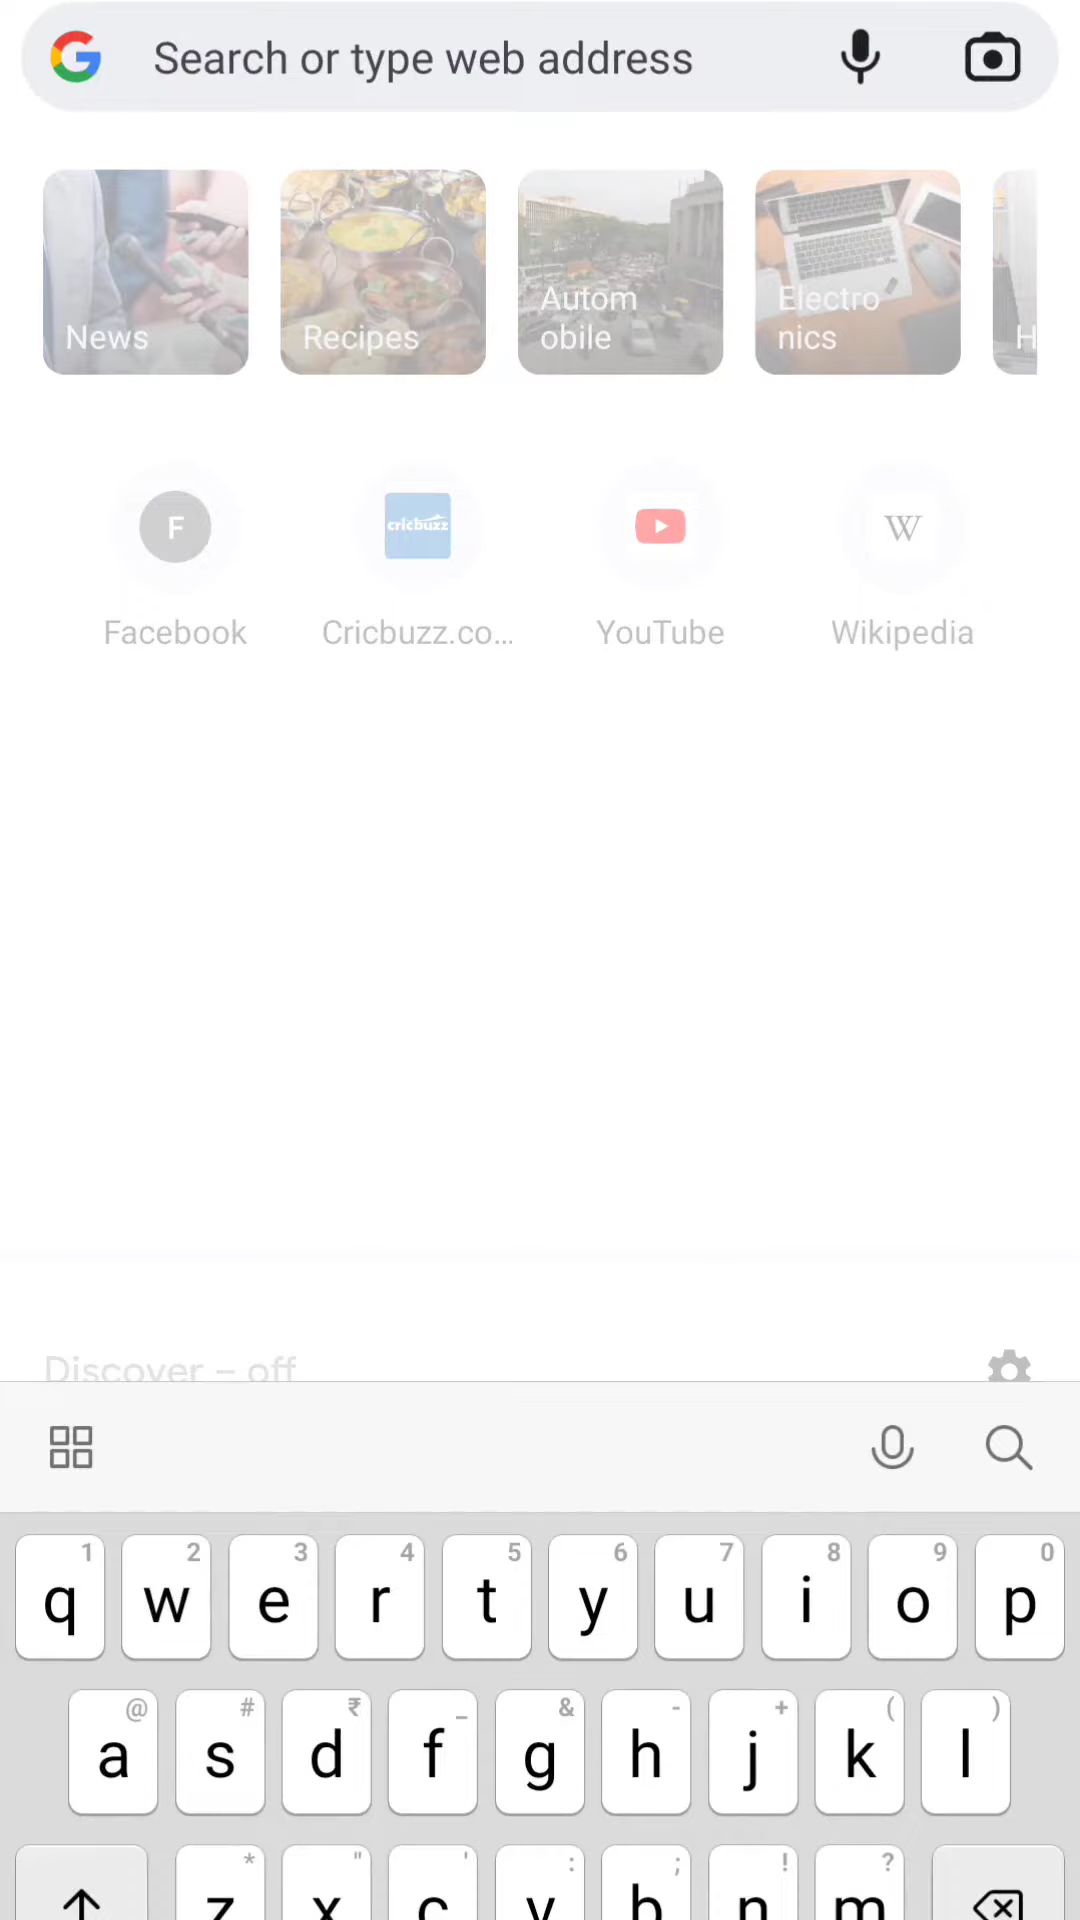 Search or type web address
News
Recipes
Autom
obile
Electro
nics
H
F
cricbuzz
W
Facebook
Cricbuzz.co...
YouTube
Wikipedia
Discover – off
1 2 3 4 5 6 7 8 9 0
q w e r t y u i o p
@ # ₹ _ & - + ( )
a s d f g h j k l
* " ' : ; ! ?
z x c v b n m